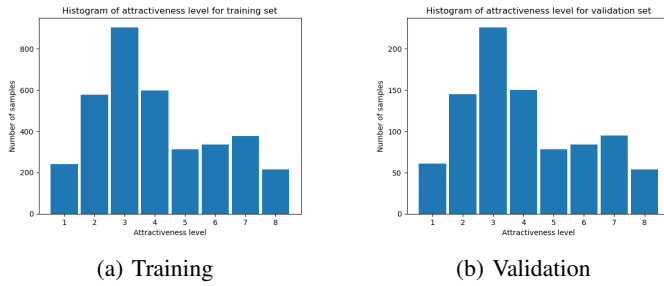 Histogram of attractiveness level for training set
Number of samples
800
600
400
200
0
1 2 3 4 5 6 7 8
Attractiveness level
(a) Training
Histogram of attractiveness level for validation set
Number of samples
200
150
100
50
0
1 2 3 4 5 6 7 8
Attractiveness level
(b) Validation